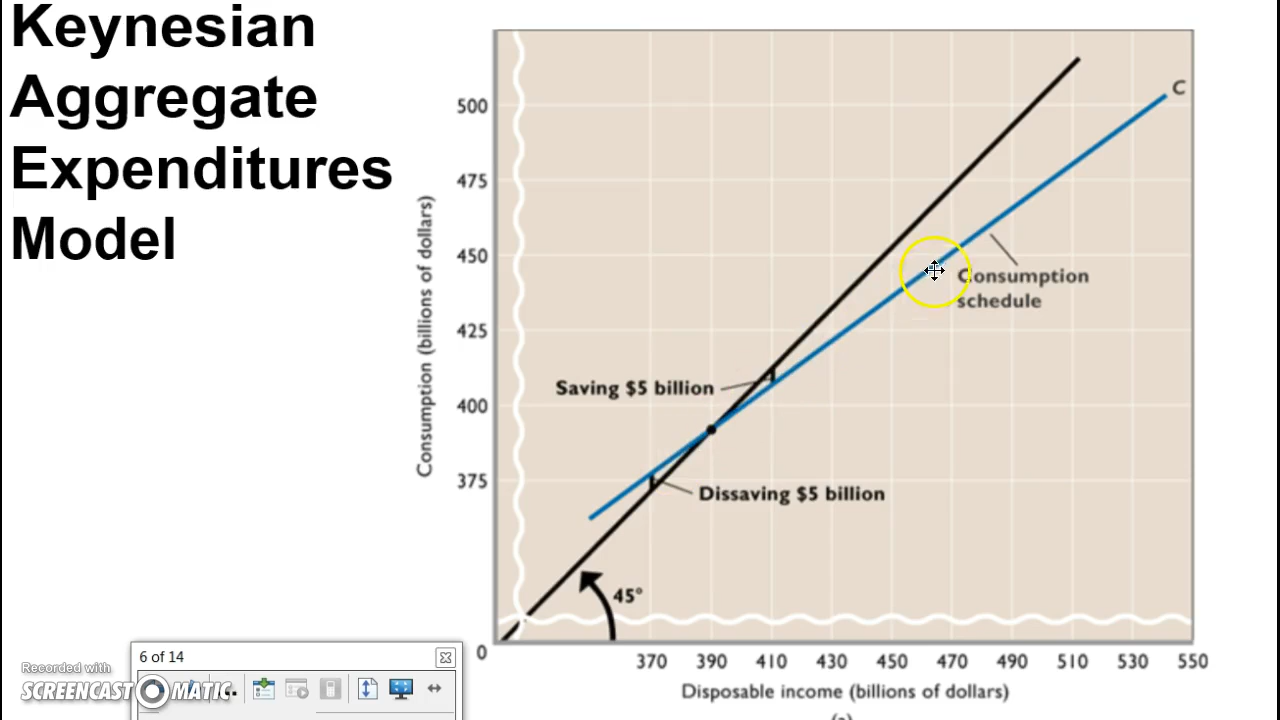 Keynesian
Aggregate
Expenditures
Model
Consumption (billions of dollars)
500
475
450
425
400
375
0
C
Consumption
schedule
Saving $5 billion
Dissaving $5 billion
45°
370 390 410 430 450 470 490 510 530 550
Disposable income (billions of dollars)
6 of 14
Recorded with
SCREENCAST MATIC